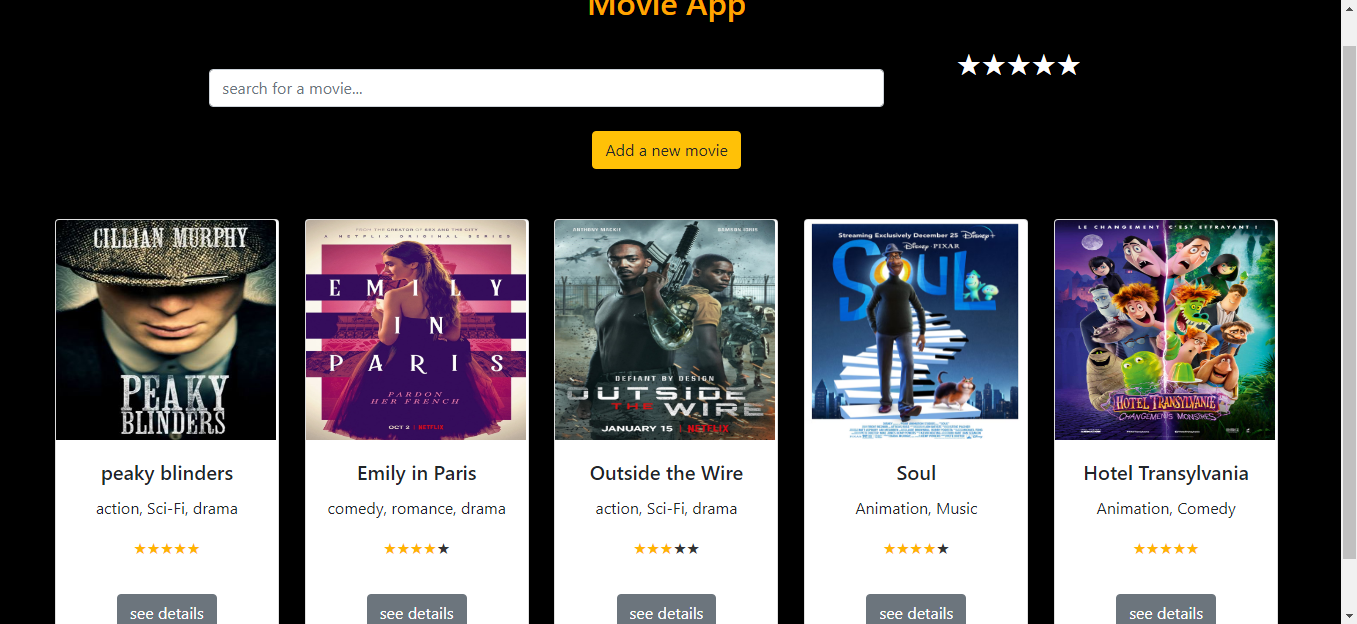 Movie App
★★★★★
search for a movie...
Add a new movie
CILLIAN MURPHY
PEAKY
BLINDERS
FROM THE CREATOR OF SEX AND THE CITY
A NETFLIX ORIGINAL SERIES
EMILY
IN
PARIS
PARDON
HER FRENCH
OCT 2 | NETFLIX
ANTHONY MACKIE
DAMSON IDRIS
DEFIANT BY DESIGN
OUTSIDE
THE WIRE
JANUARY 15 | NETFLIX
Streaming Exclusively December 25 Disney+
Disney · PIXAR
SOUL
LE CHANGEMENT C'EST EFFRAYANT !
HOTEL TRANSYLVANIE
CHANGEMENTS MONSTRES
peaky blinders
action, Sci-Fi, drama
★★★★★
see details
Emily in Paris
comedy, romance, drama
★★★★★
see details
Outside the Wire
action, Sci-Fi, drama
★★★★★
see details
Soul
Animation, Music
★★★★★
see details
Hotel Transylvania
Animation, Comedy
★★★★★
see details